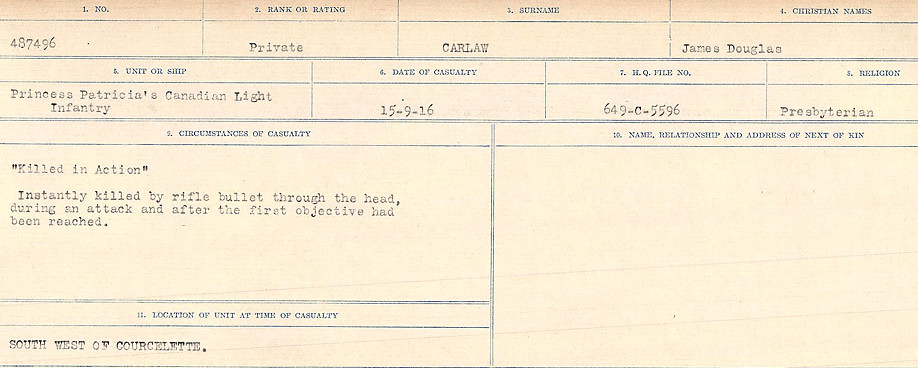 1. NO. 2. RANK OR RATING 3. SURNAME 4. CHRISTIAN NAMES
487496 Private CARLAW James Douglas
5. UNIT OR SHIP 6. DATE OF CASUALTY 7. H.Q. FILE NO. 8. RELIGION
Princess Patricia's Canadian Light
Infantry 15-9-16 649-C-5596 Presbyterian
9. CIRCUMSTANCES OF CASUALTY 10. NAME, RELATIONSHIP AND ADDRESS OF NEXT OF KIN
"Killed in Action"
Instantly killed by rifle bullet through the head,
during an attack and after the first objective had
been reached.
11. LOCATION OF UNIT AT TIME OF CASUALTY
SOUTH WEST OF COURCELETTE.